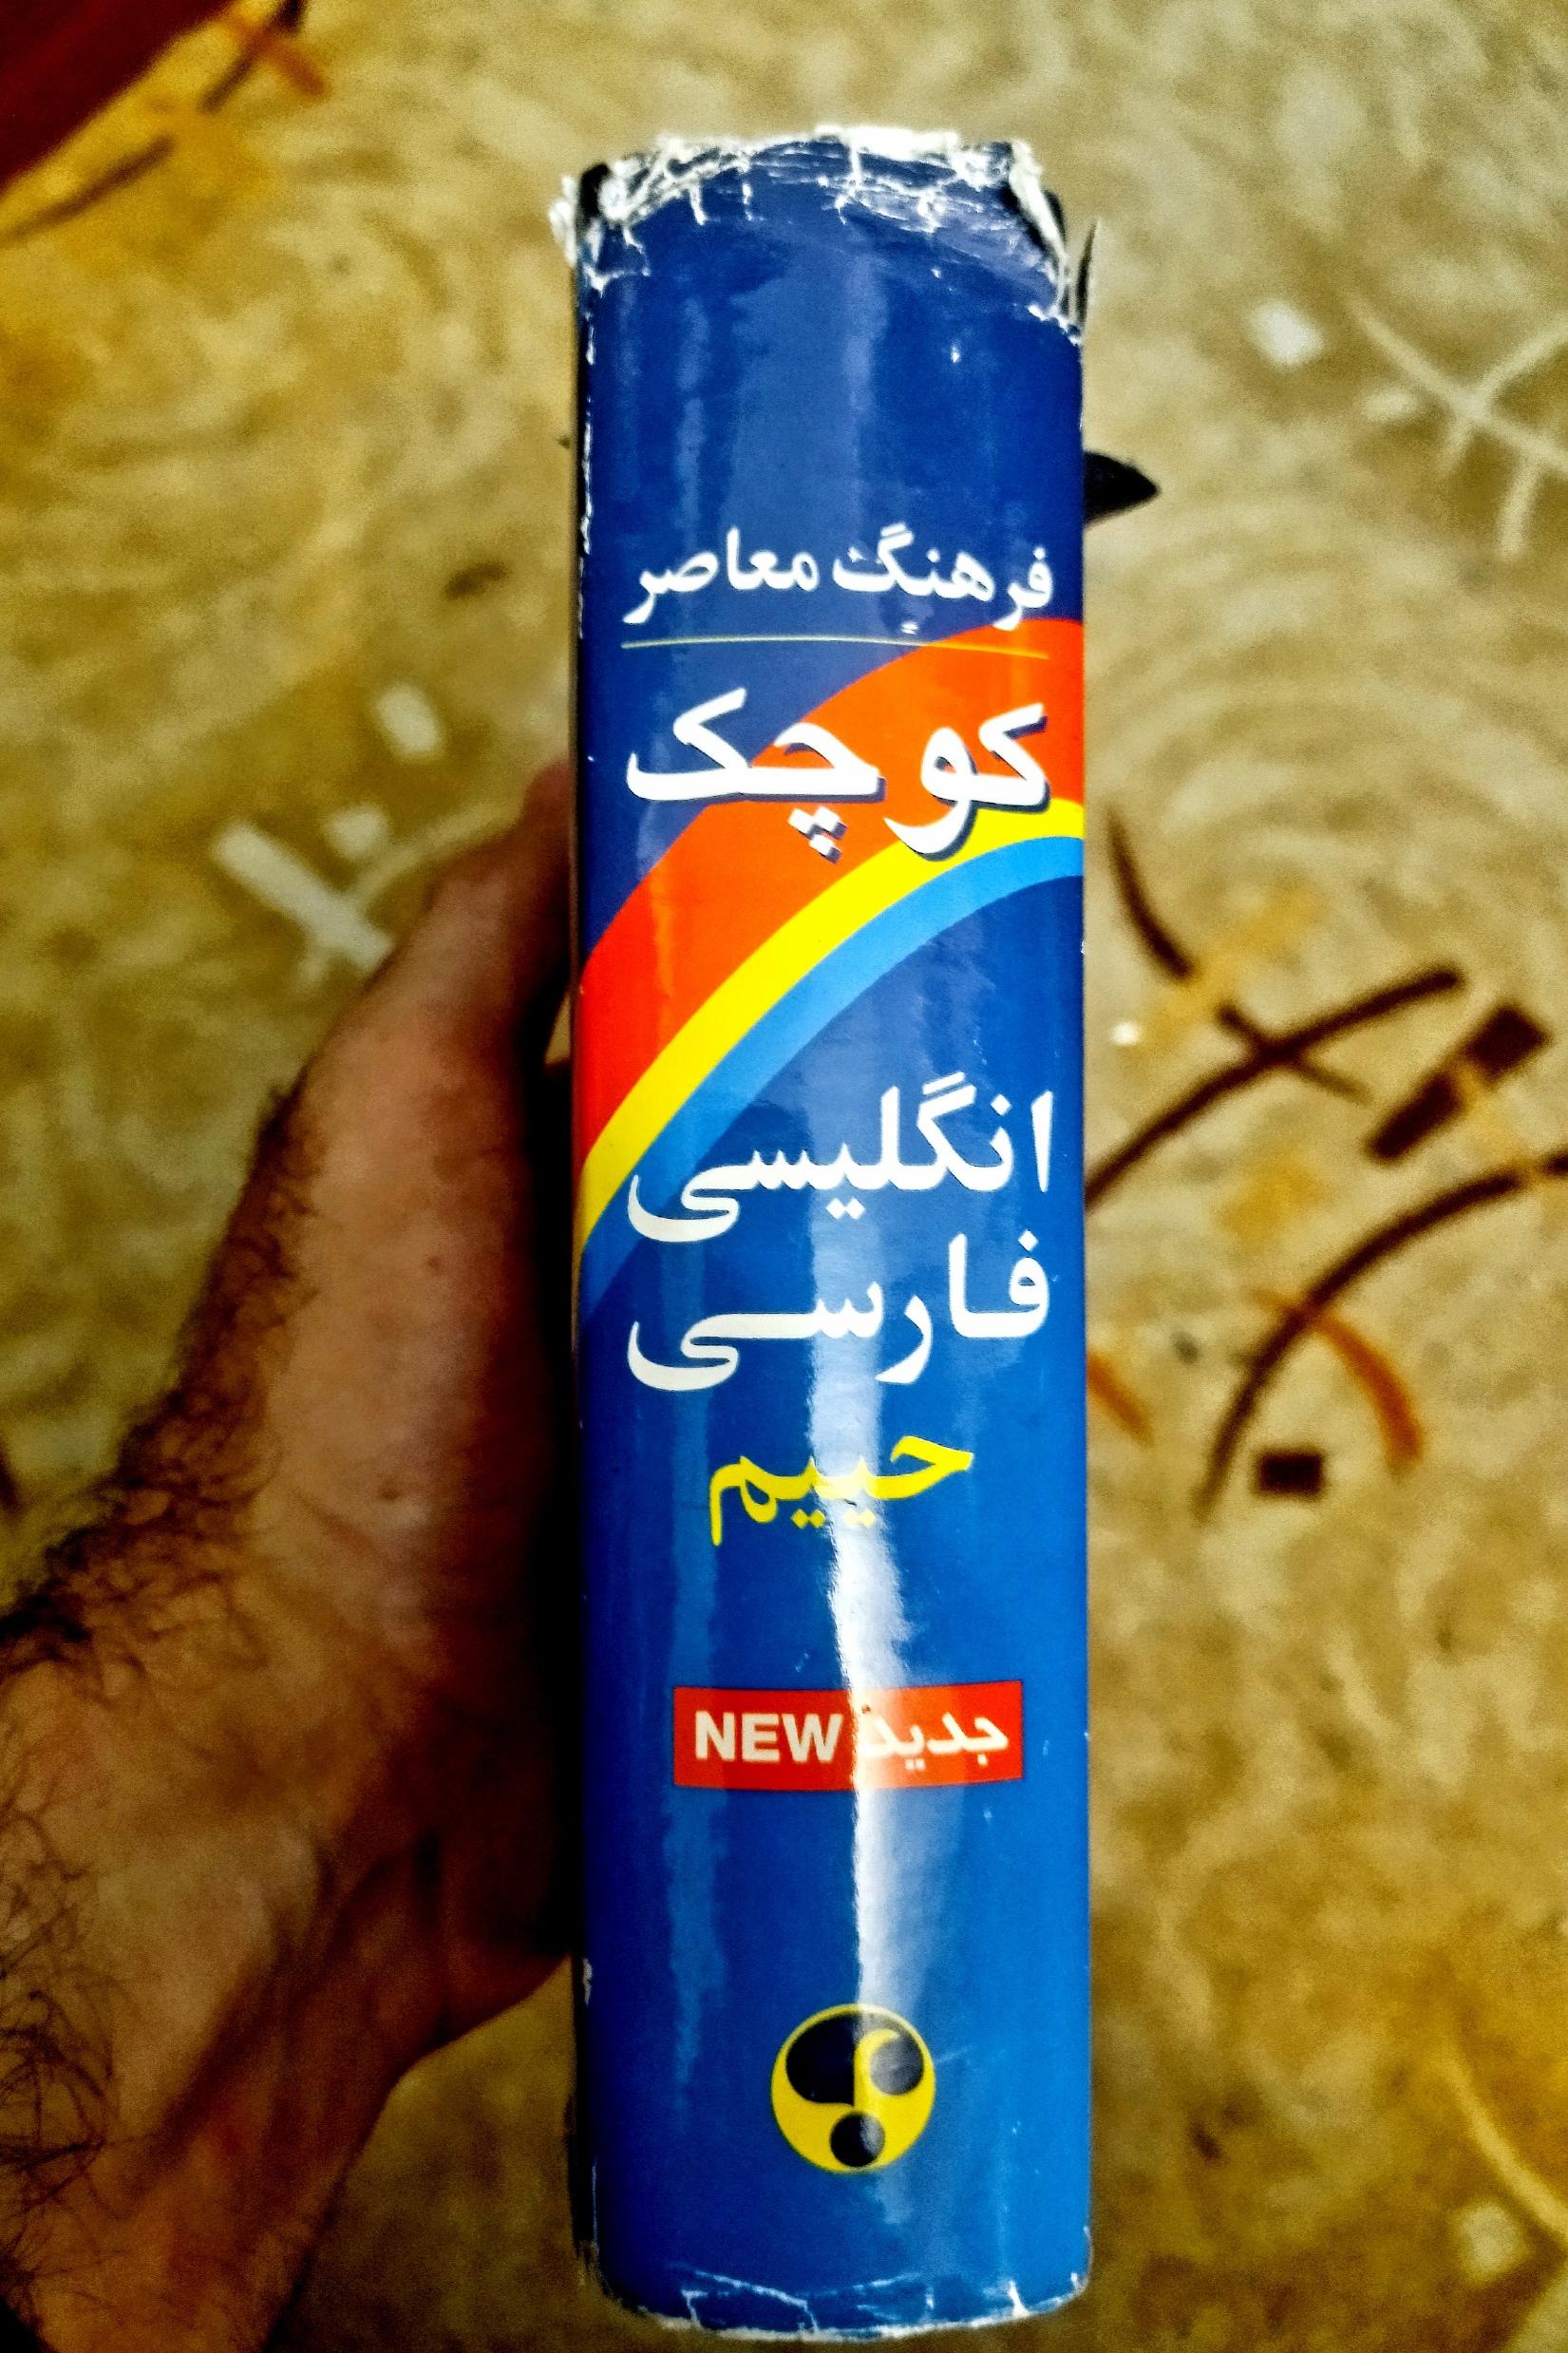 فرهنگِ معاصر
کوچک
انگلیسی
فارسی
حییم
جدید NEW